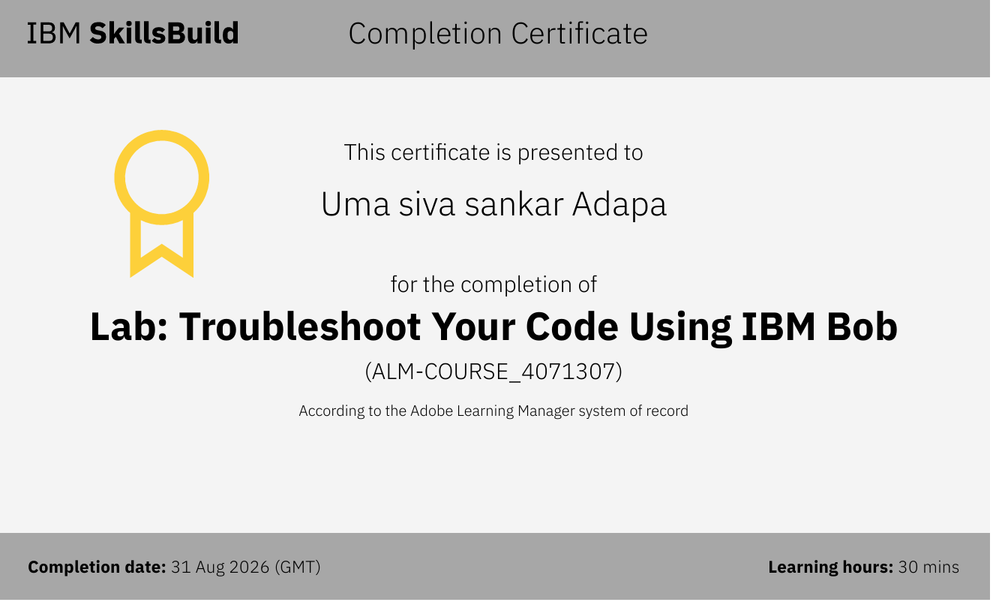 IBM SkillsBuild
Completion Certificate
This certificate is presented to
Uma siva sankar Adapa
for the completion of
Lab: Troubleshoot Your Code Using IBM Bob
(ALM-COURSE_4071307)
According to the Adobe Learning Manager system of record
Completion date: 31 Aug 2026 (GMT)
Learning hours: 30 mins